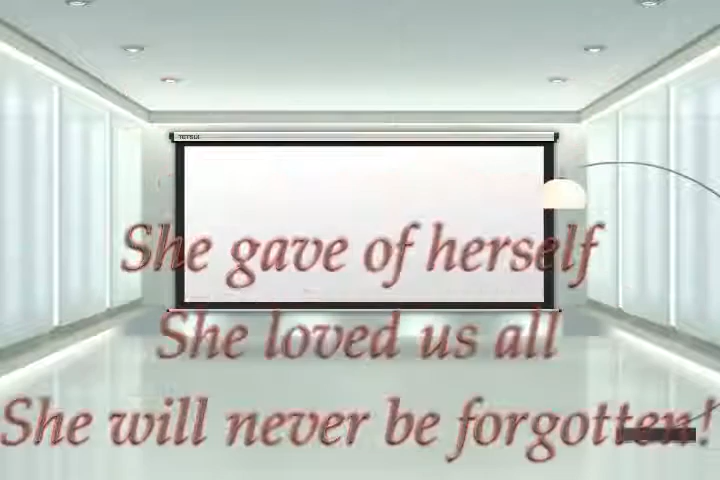 She gave of herself
She loved us all
She will never be forgotten!